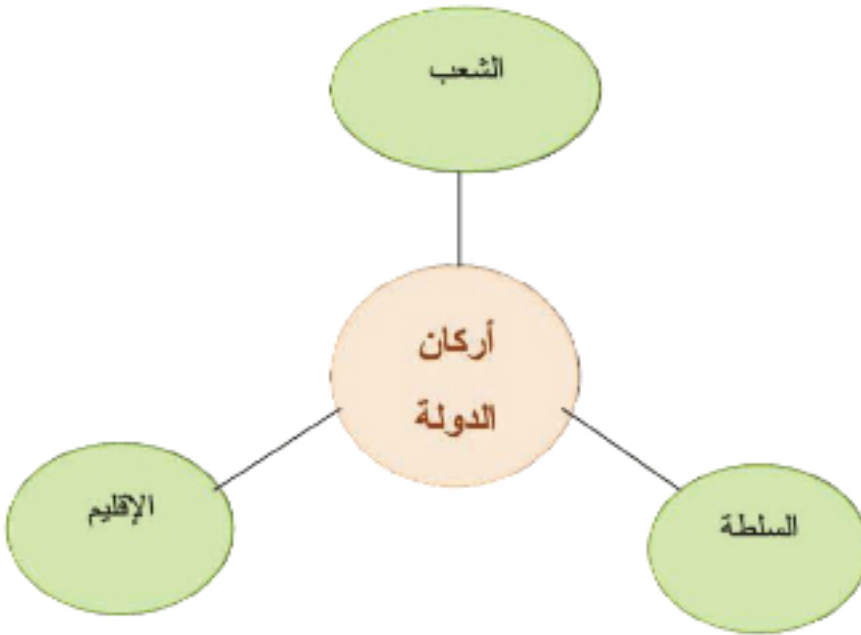 الشعب
أركان
الدولة
السلطة
الإقليم